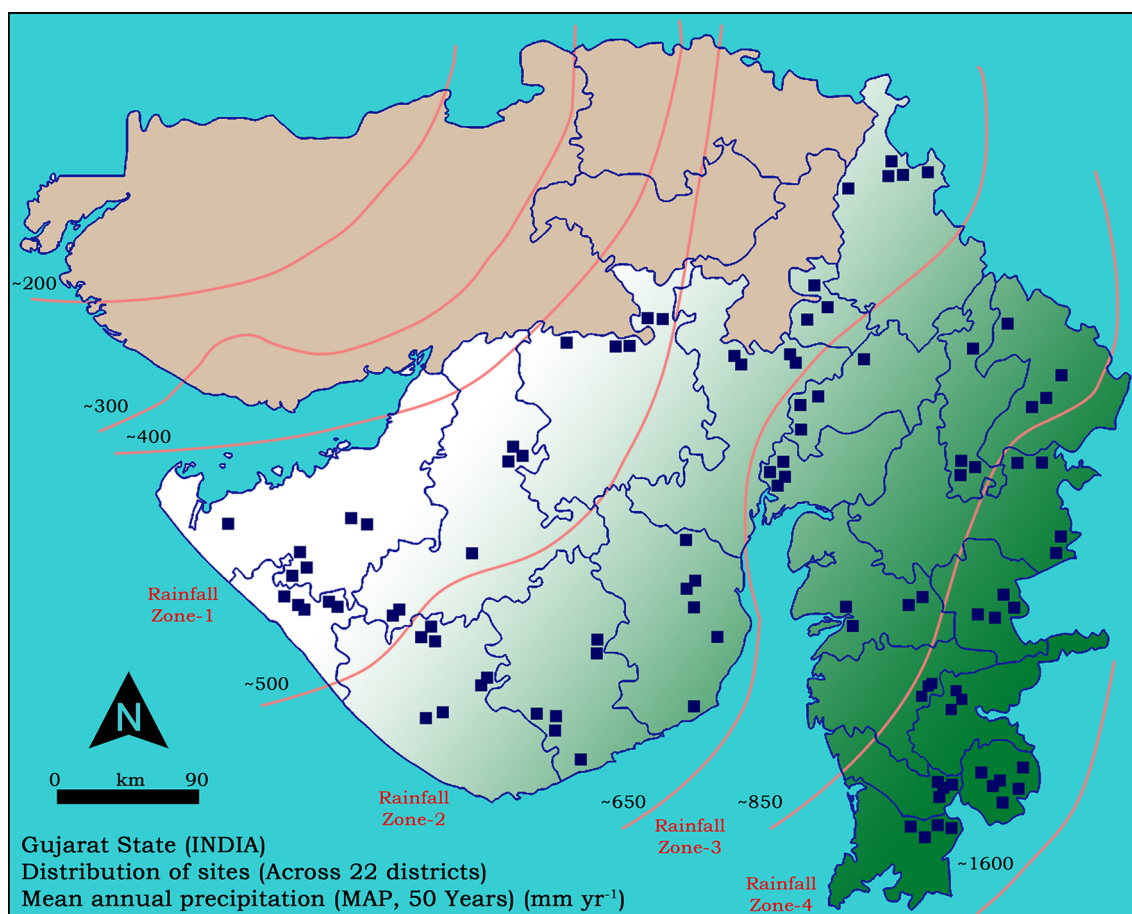 ~200
~300
~400
Rainfall
Zone-1
~500
N
0 km 90
Rainfall
Zone-2
~650
~850
Rainfall
Zone-3
~1600
Rainfall
Zone-4
Gujarat State (INDIA)
Distribution of sites (Across 22 districts)
Mean annual precipitation (MAP, 50 Years) (mm yr⁻¹)